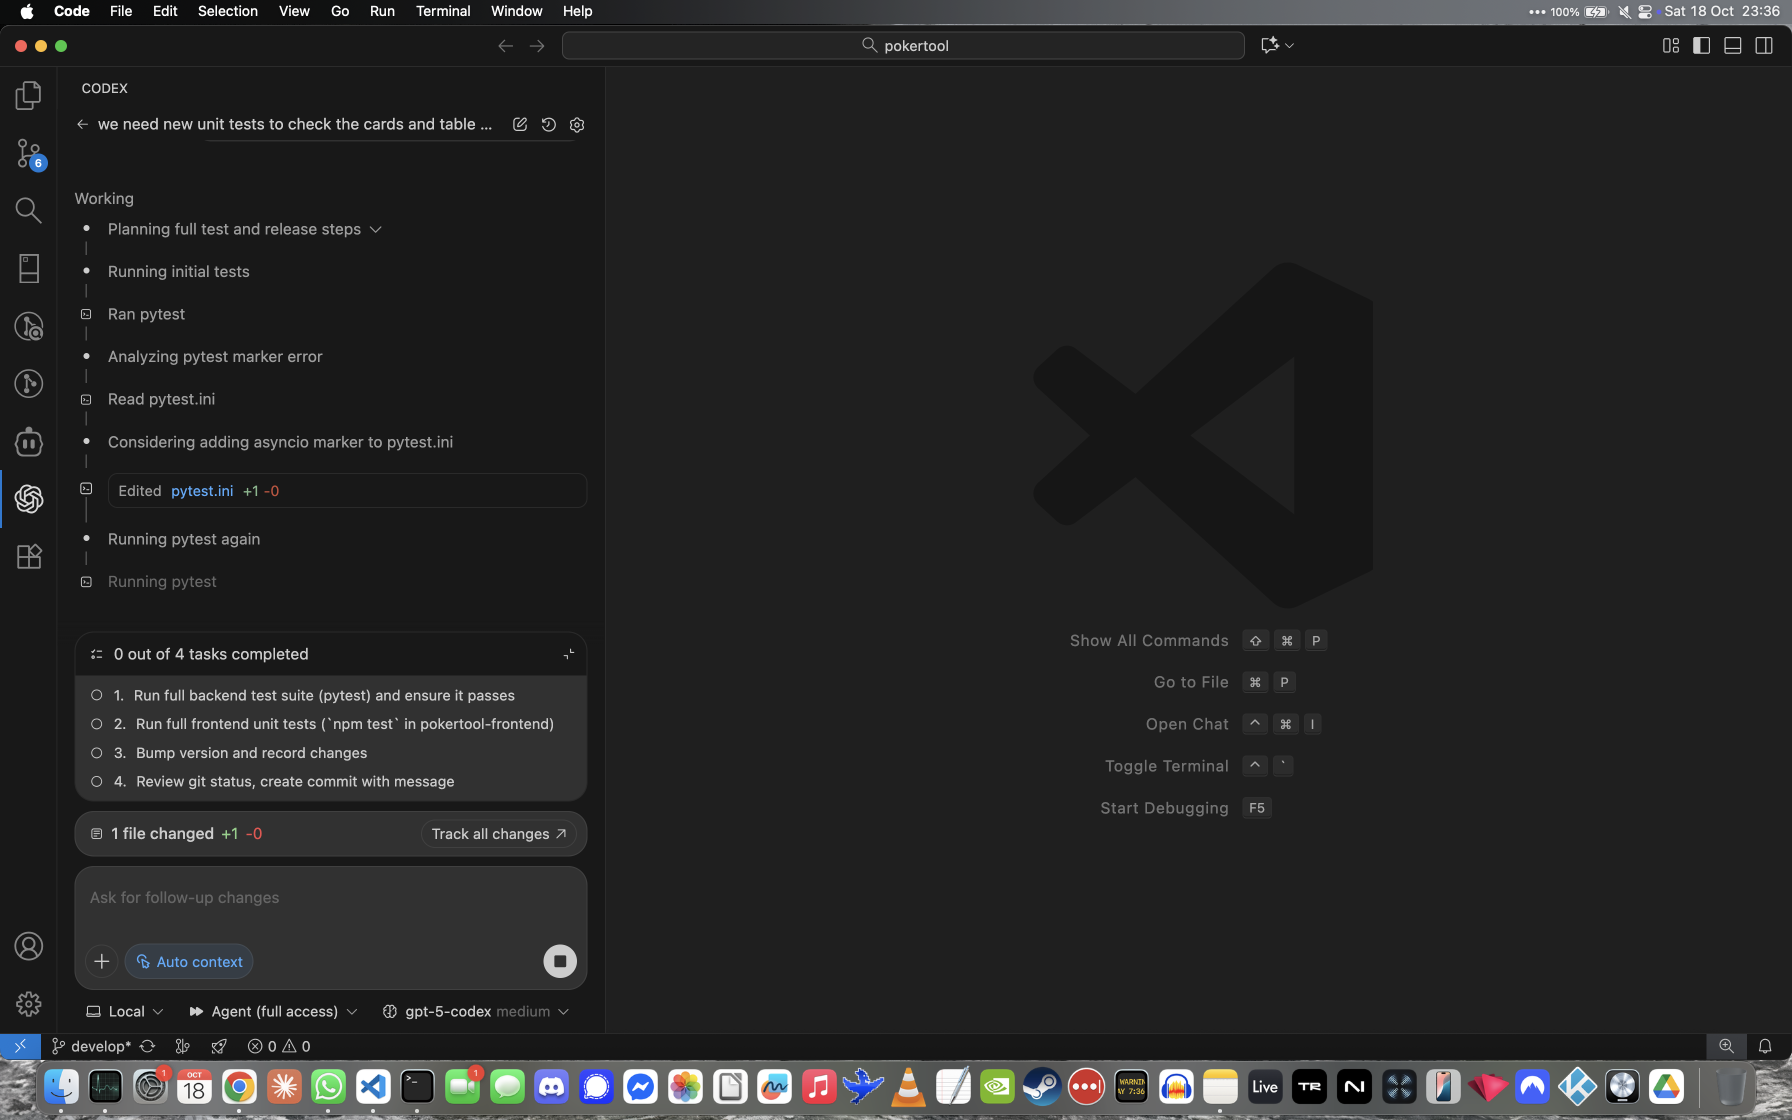 Code File Edit Selection View Go Run Terminal Window Help
100% Sat 18 Oct 23:36
pokertool
CODEX
we need new unit tests to check the cards and table ...
6
Working
Planning full test and release steps
Running initial tests
Ran pytest
Analyzing pytest marker error
Read pytest.ini
Considering adding asyncio marker to pytest.ini
Edited pytest.ini +1 -0
Running pytest again
Running pytest
0 out of 4 tasks completed
1. Run full backend test suite (pytest) and ensure it passes
2. Run full frontend unit tests (`npm test` in pokertool-frontend)
3. Bump version and record changes
4. Review git status, create commit with message
1 file changed +1 -0 Track all changes
Ask for follow-up changes
Auto context
Local Agent (full access) gpt-5-codex medium
Show All Commands ⇧ ⌘ P
Go to File ⌘ P
Open Chat ^ ⌘ I
Toggle Terminal ^ `
Start Debugging F5
develop* 0 0
1 OCT 18 1 WARNIN AY 7:36 Live TR